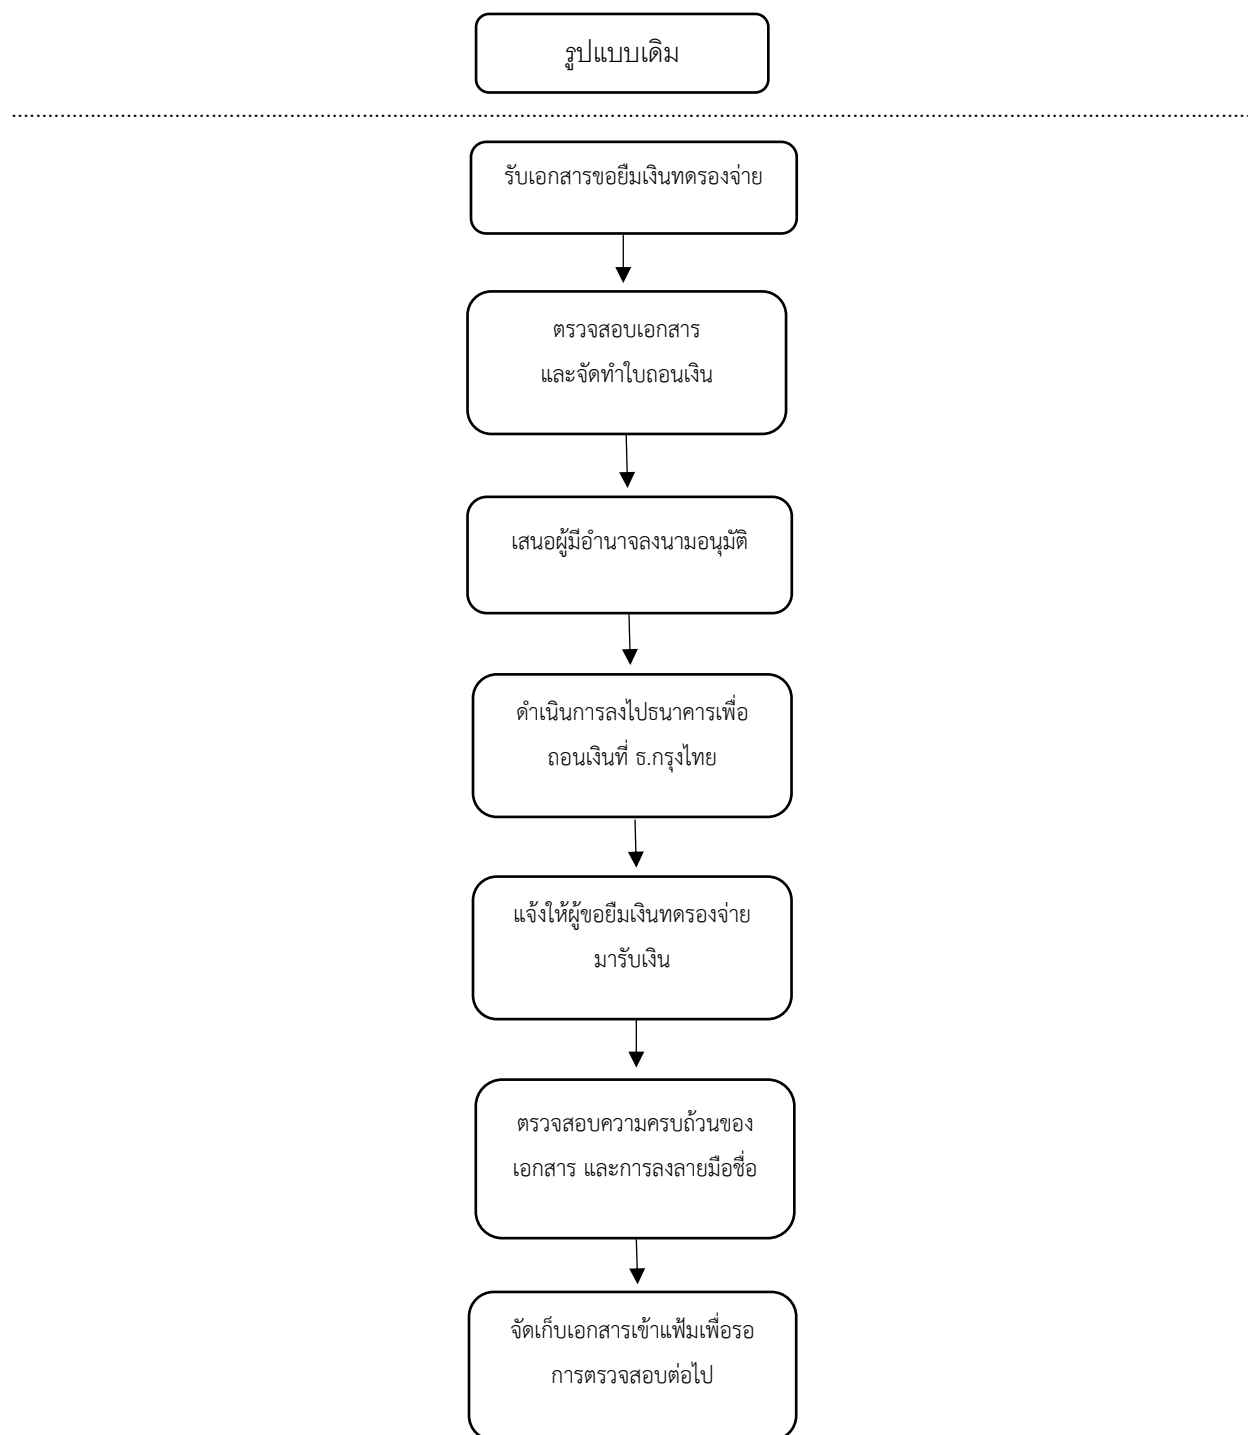 รูปแบบเดิม
รับเอกสารขอยืมเงินทดรองจ่าย
ตรวจสอบเอกสาร
และจัดทำใบถอนเงิน
เสนอผู้มีอำนาจลงนามอนุมัติ
ดำเนินการลงไปธนาคารเพื่อ
ถอนเงินที่ ธ.กรุงไทย
แจ้งให้ผู้ขอยืมเงินทดรองจ่าย
มารับเงิน
ตรวจสอบความครบถ้วนของ
เอกสาร และการลงลายมือชื่อ
จัดเก็บเอกสารเข้าแฟ้มเพื่อรอ
การตรวจสอบต่อไป